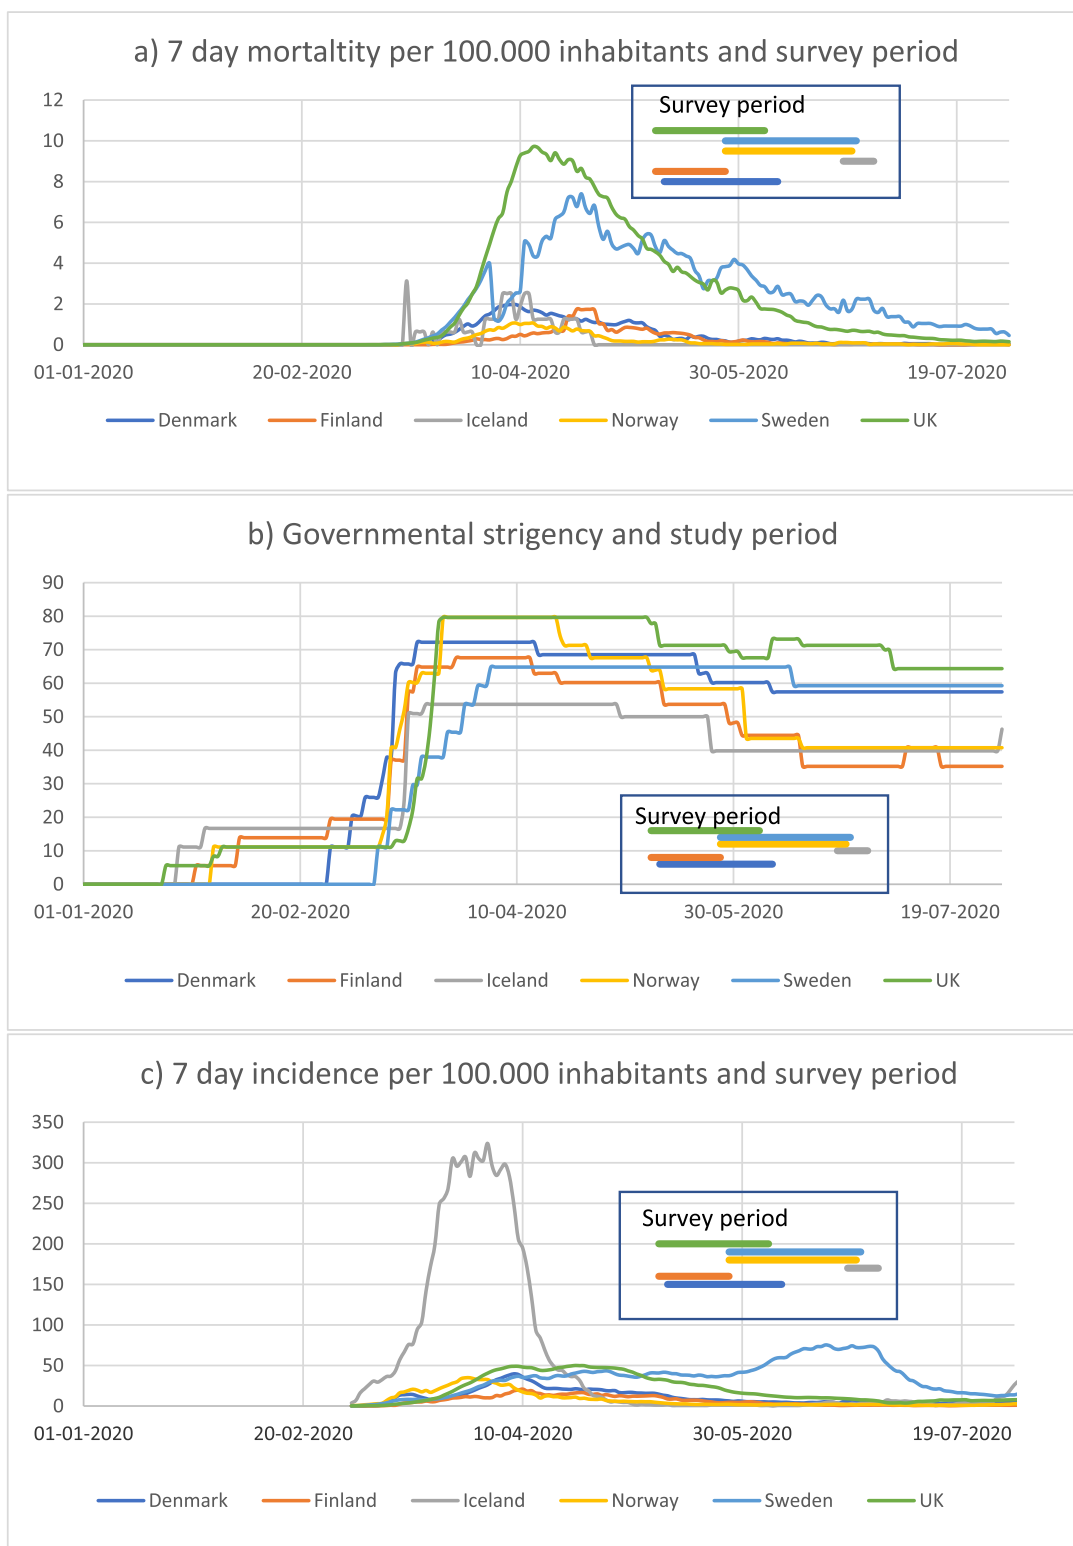 a) 7 day mortaltity per 100.000 inhabitants and survey period
12
10
8
6
4
2
0
Survey period
01-01-2020 20-02-2020 10-04-2020 30-05-2020 19-07-2020
Denmark Finland Iceland Norway Sweden UK
b) Governmental strigency and study period
90
80
70
60
50
40
30
20
10
0
Survey period
01-01-2020 20-02-2020 10-04-2020 30-05-2020 19-07-2020
Denmark Finland Iceland Norway Sweden UK
c) 7 day incidence per 100.000 inhabitants and survey period
350
300
250
200
150
100
50
0
Survey period
01-01-2020 20-02-2020 10-04-2020 30-05-2020 19-07-2020
Denmark Finland Iceland Norway Sweden UK